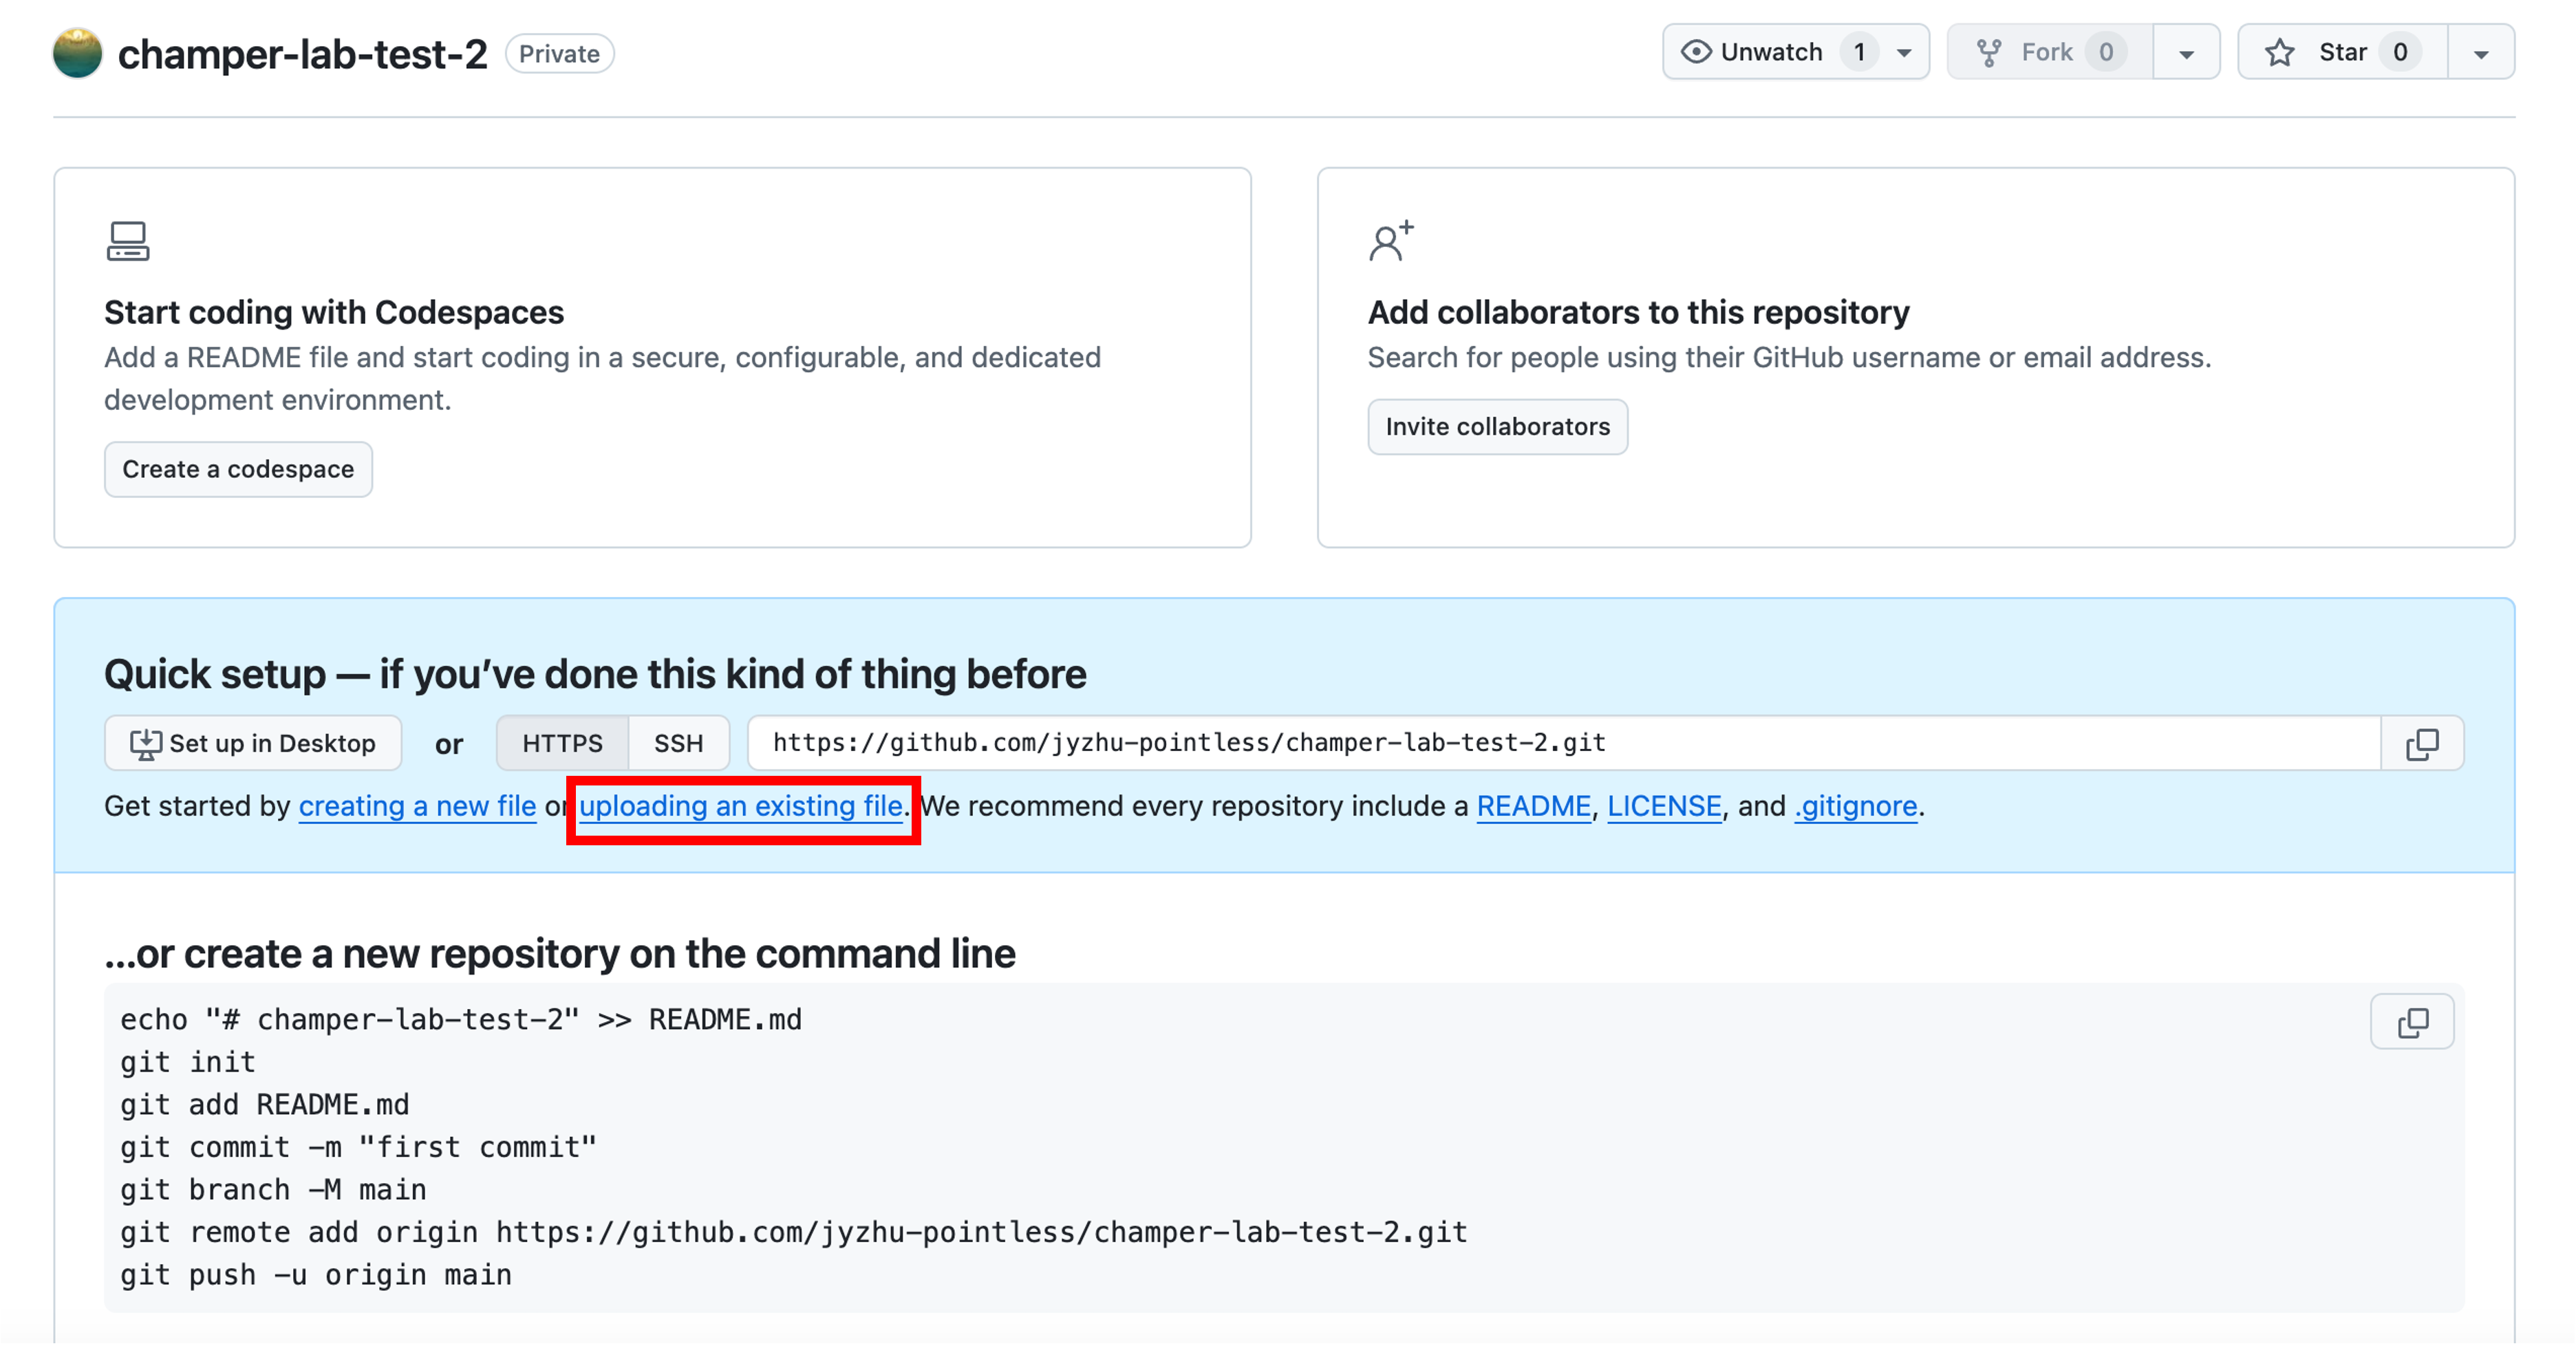 champer-lab-test-2 Private Unwatch 1 Fork 0 Star 0
Start coding with Codespaces
Add a README file and start coding in a secure, configurable, and dedicated
development environment.
Create a codespace
Add collaborators to this repository
Search for people using their GitHub username or email address.
Invite collaborators
Quick setup — if you’ve done this kind of thing before
Set up in Desktop or HTTPS SSH https://github.com/jyzhu-pointless/champer-lab-test-2.git
Get started by creating a new file or uploading an existing file. We recommend every repository include a README, LICENSE, and .gitignore.
…or create a new repository on the command line
echo "# champer-lab-test-2" >> README.md
git init
git add README.md
git commit -m "first commit"
git branch -M main
git remote add origin https://github.com/jyzhu-pointless/champer-lab-test-2.git
git push -u origin main